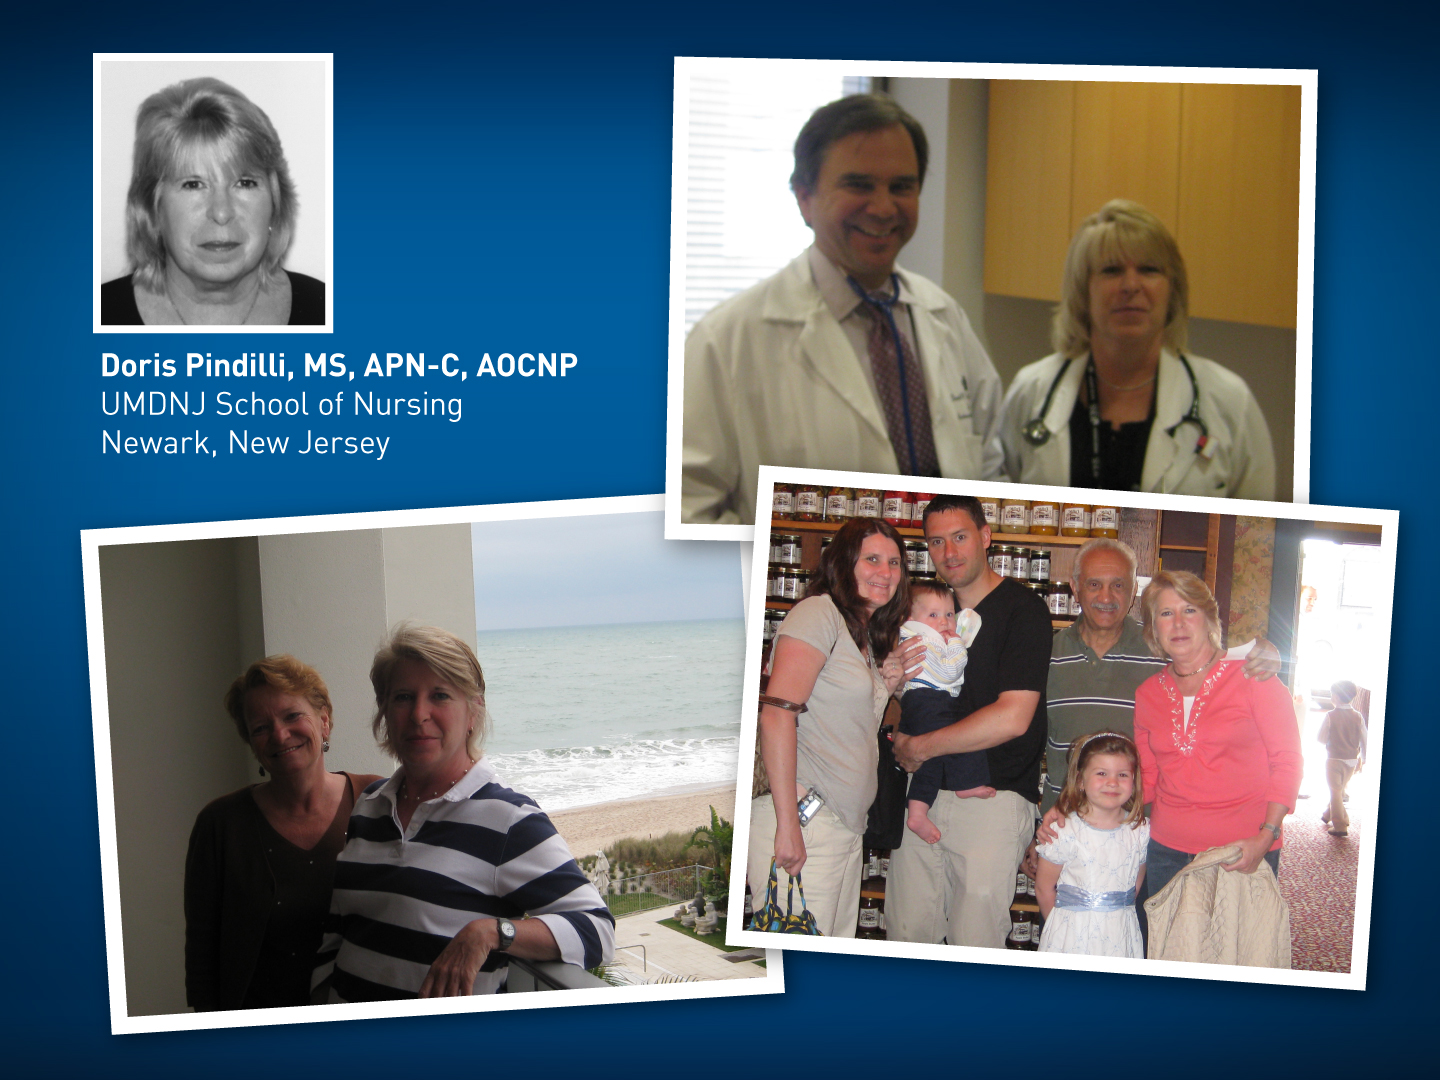 Doris Pindilli, MS, APN-C, AOCNP
UMDNJ School of Nursing
Newark, New Jersey